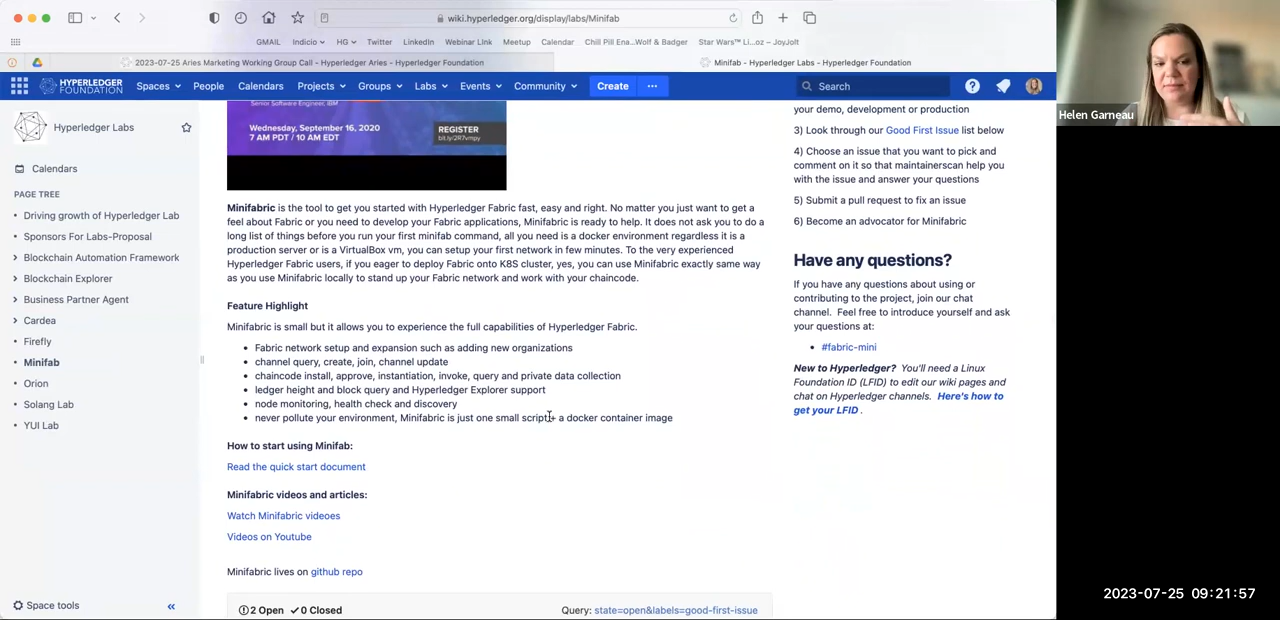 wiki.hyperledger.org/display/labs/Minifab
GMAIL Indicio HG Twitter LinkedIn Webinar Link Meetup Calendar Chill Pill Ena...Wolf & Badger Star Wars™ Li...oz – JoyJolt
2023-07-25 Aries Marketing Working Group Call - Hyperledger Aries - Hyperledger Foundation
Minifab - Hyperledger Labs - Hyperledger Foundation
HYPERLEDGER
FOUNDATION
Spaces People Calendars Projects Groups Labs Events Community Create ... Search
Hyperledger Labs
Calendars
PAGE TREE
Driving growth of Hyperledger Lab
Sponsors For Labs-Proposal
Blockchain Automation Framework
Blockchain Explorer
Business Partner Agent
Cardea
Firefly
Minifab
Orion
Solang Lab
YUI Lab
Space tools
Senior Software Engineer, IBM
Wednesday, September 16, 2020
7 AM PDT / 10 AM EDT
REGISTER
bit.ly/2R7vmpy
Minifabric is the tool to get you started with Hyperledger Fabric fast, easy and right. No matter you just want to get a
feel about Fabric or you need to develop your Fabric applications, Minifabric is ready to help. It does not ask you to do a
long list of things before you run your first minifab command, all you need is a docker environment regardless it is a
production server or is a VirtualBox vm, you can setup your first network in few minutes. To the very experienced
Hyperledger Fabric users, if you eager to deploy Fabric onto K8S cluster, yes, you can use Minifabric exactly same way
as you use Minifabric locally to stand up your Fabric network and work with your chaincode.
Feature Highlight
Minifabric is small but it allows you to experience the full capabilities of Hyperledger Fabric.
• Fabric network setup and expansion such as adding new organizations
• channel query, create, join, channel update
• chaincode install, approve, instantiation, invoke, query and private data collection
• ledger height and block query and Hyperledger Explorer support
• node monitoring, health check and discovery
• never pollute your environment, Minifabric is just one small script + a docker container image
How to start using Minifab:
Read the quick start document
Minifabric videos and articles:
Watch Minifabric videoes
Videos on Youtube
Minifabric lives on github repo
2 Open ✓ 0 Closed
Query: state=open&labels=good-first-issue
your demo, development or production
3) Look through our Good First Issue list below
4) Choose an issue that you want to pick and
comment on it so that maintainerscan help you
with the issue and answer your questions
5) Submit a pull request to fix an issue
6) Become an advocator for Minifabric
Have any questions?
If you have any questions about using or
contributing to the project, join our chat
channel. Feel free to introduce yourself and ask
your questions at:
• #fabric-mini
New to Hyperledger? You'll need a Linux
Foundation ID (LFID) to edit our wiki pages and
chat on Hyperledger channels. Here's how to
get your LFID .
Helen Garneau
2023-07-25 09:21:57